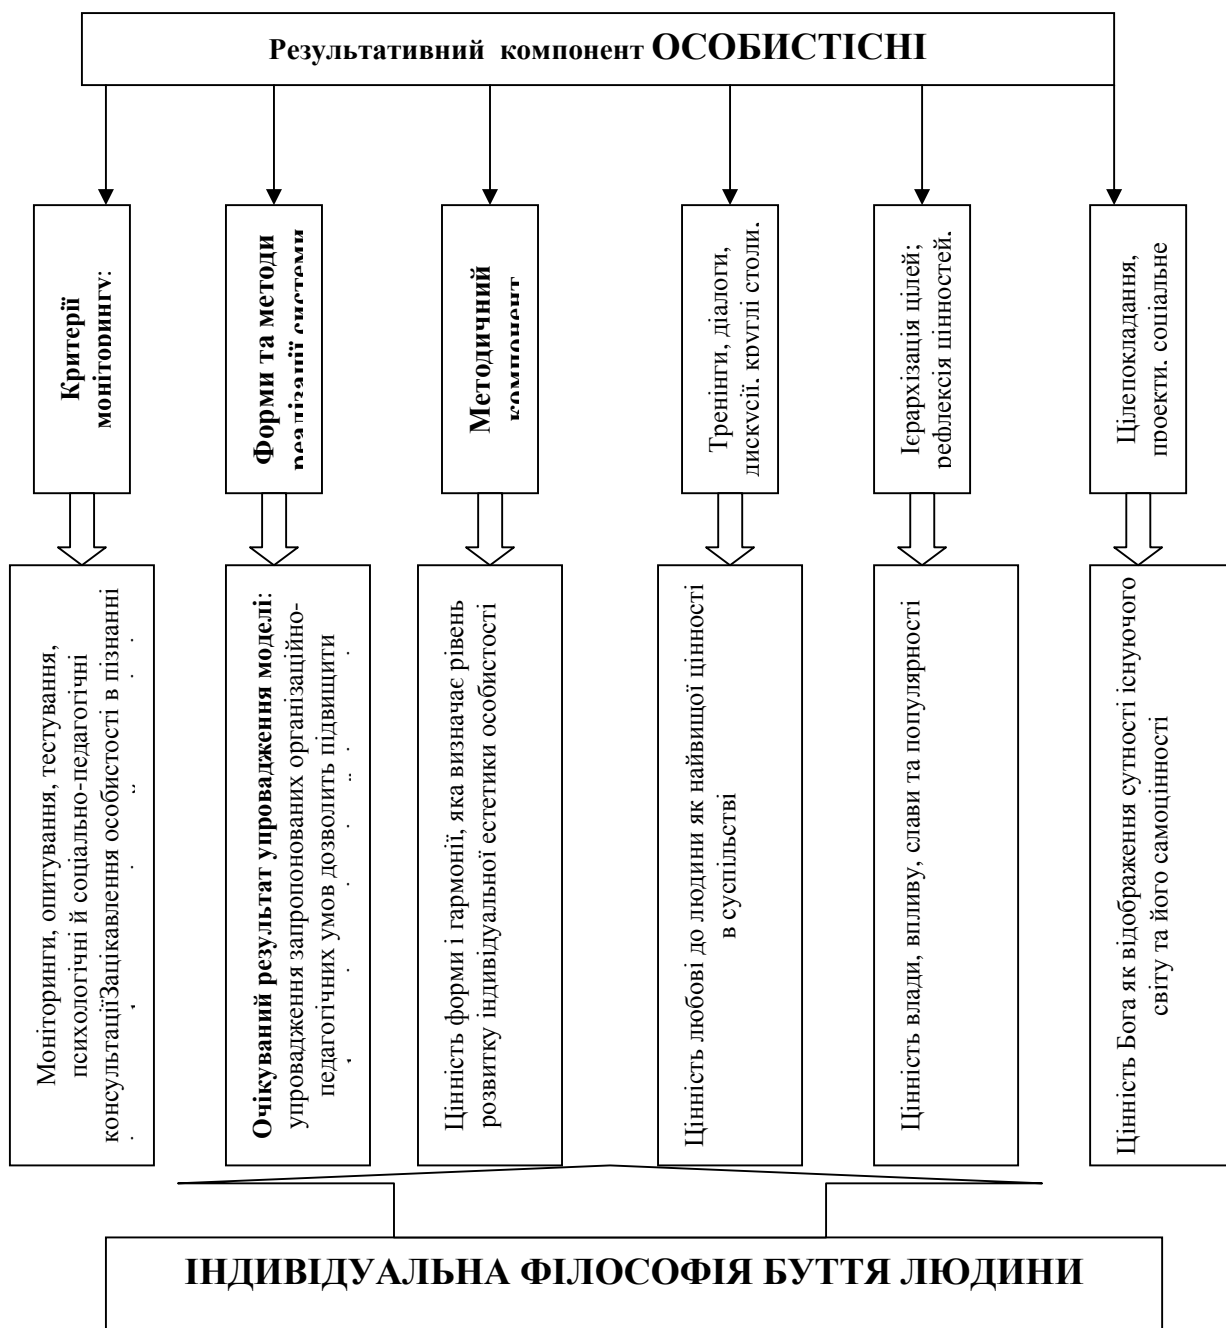 Результативний компонент ОСОБИСТІСНІ
Критерії
моніторингу:
Форми та методи
реалізації системи
Методичний
компонент
Тренінги, діалоги,
дискусії, круглі столи.
Ієрархізація цілей;
рефлексія цінностей.
Цілепокладання,
проекти, соціальне
Моніторинги, опитування, тестування,
психологічні й соціально-педагогічні
консультаціїЗацікавлення особистості в пізнанні
Очікуваний результат упровадження моделі:
упровадження запропонованих організаційно-
педагогічних умов дозволить підвищити
Цінність форми і гармонії, яка визначає рівень
розвитку індивідуальної естетики особистості
Цінність любові до людини як найвищої цінності
в суспільстві
Цінність влади, впливу, слави та популярності
Цінність Бога як відображення сутності існуючого
світу та його самоцінності
ІНДИВІДУАЛЬНА ФІЛОСОФІЯ БУТТЯ ЛЮДИНИ